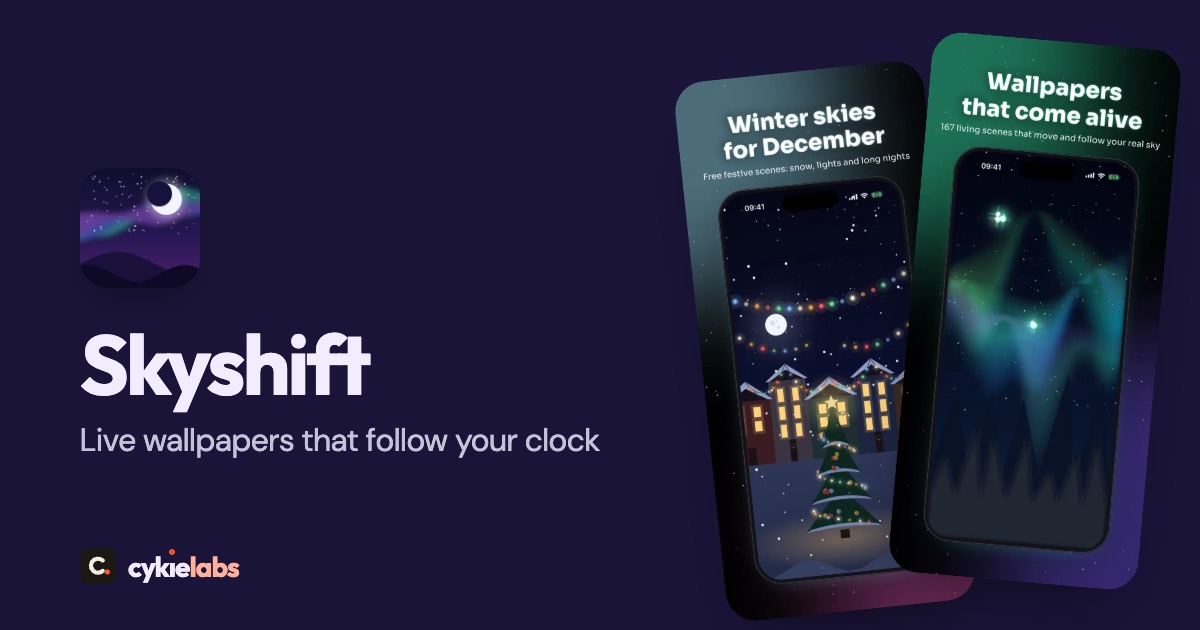 Skyshift
Live wallpapers that follow your clock
C.
cykielabs
Winter skies
for December
Free festive scenes: snow, lights and long nights
09:41
Wallpapers
that come alive
167 living scenes that move and follow your real sky
09:41